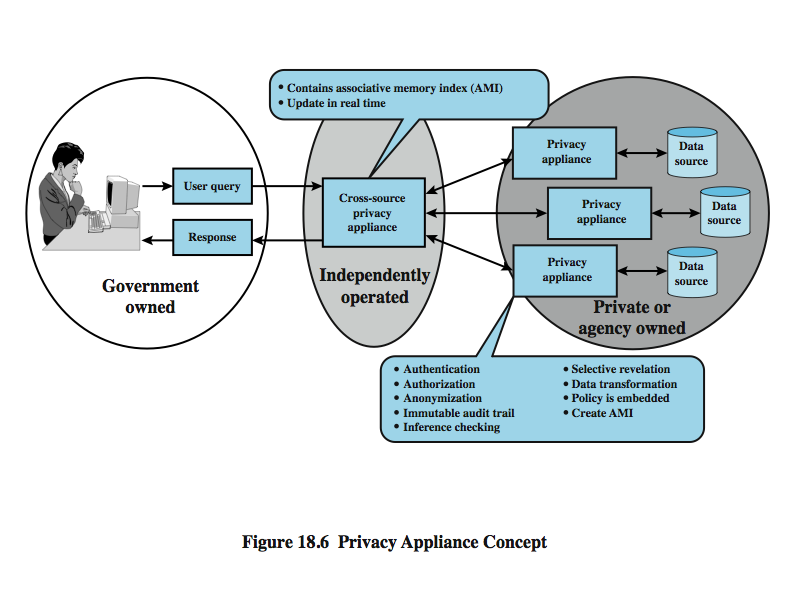 • Contains associative memory index (AMI)
• Update in real time
User query
Response
Government
owned
Cross-source
privacy
appliance
Independently
operated
Privacy
appliance
Data
source
Privacy
appliance
Data
source
Privacy
appliance
Data
source
Private or
agency owned
• Authentication
• Authorization
• Anonymization
• Immutable audit trail
• Inference checking
• Selective revelation
• Data transformation
• Policy is embedded
• Create AMI
Figure 18.6 Privacy Appliance Concept